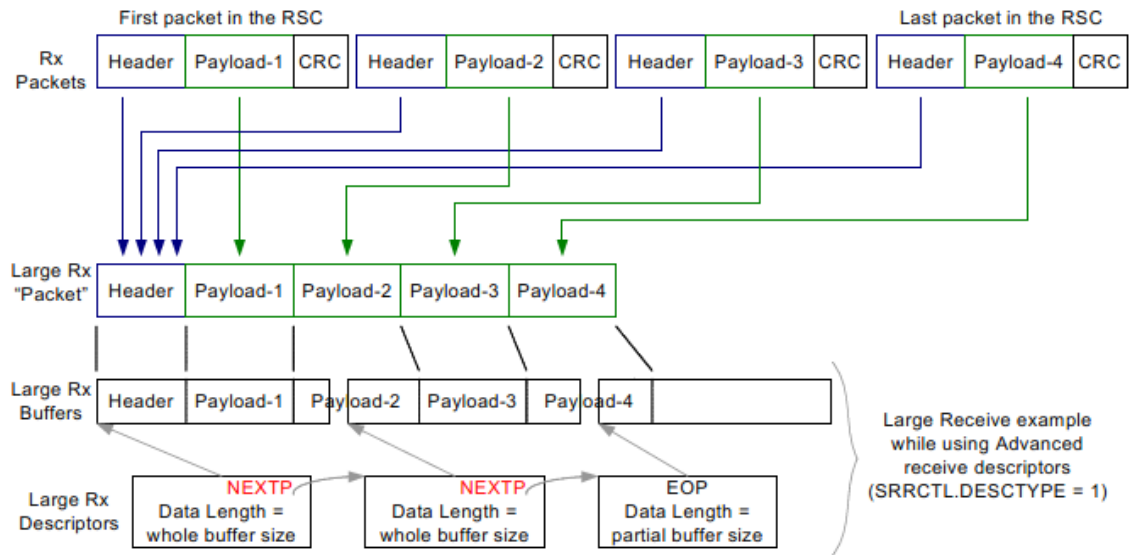 First packet in the RSC
Last packet in the RSC
Rx
Packets
Header Payload-1 CRC Header Payload-2 CRC Header Payload-3 CRC Header Payload-4 CRC
Large Rx
“Packet”
Header Payload-1 Payload-2 Payload-3 Payload-4
Large Rx
Buffers
Header Payload-1 Payload-2 Payload-3 Payload-4
Large Receive example
while using Advanced
receive descriptors
(SRRCTL.DESCTYPE = 1)
Large Rx
Descriptors
NEXTP
Data Length =
whole buffer size
NEXTP
Data Length =
whole buffer size
EOP
Data Length =
partial buffer size